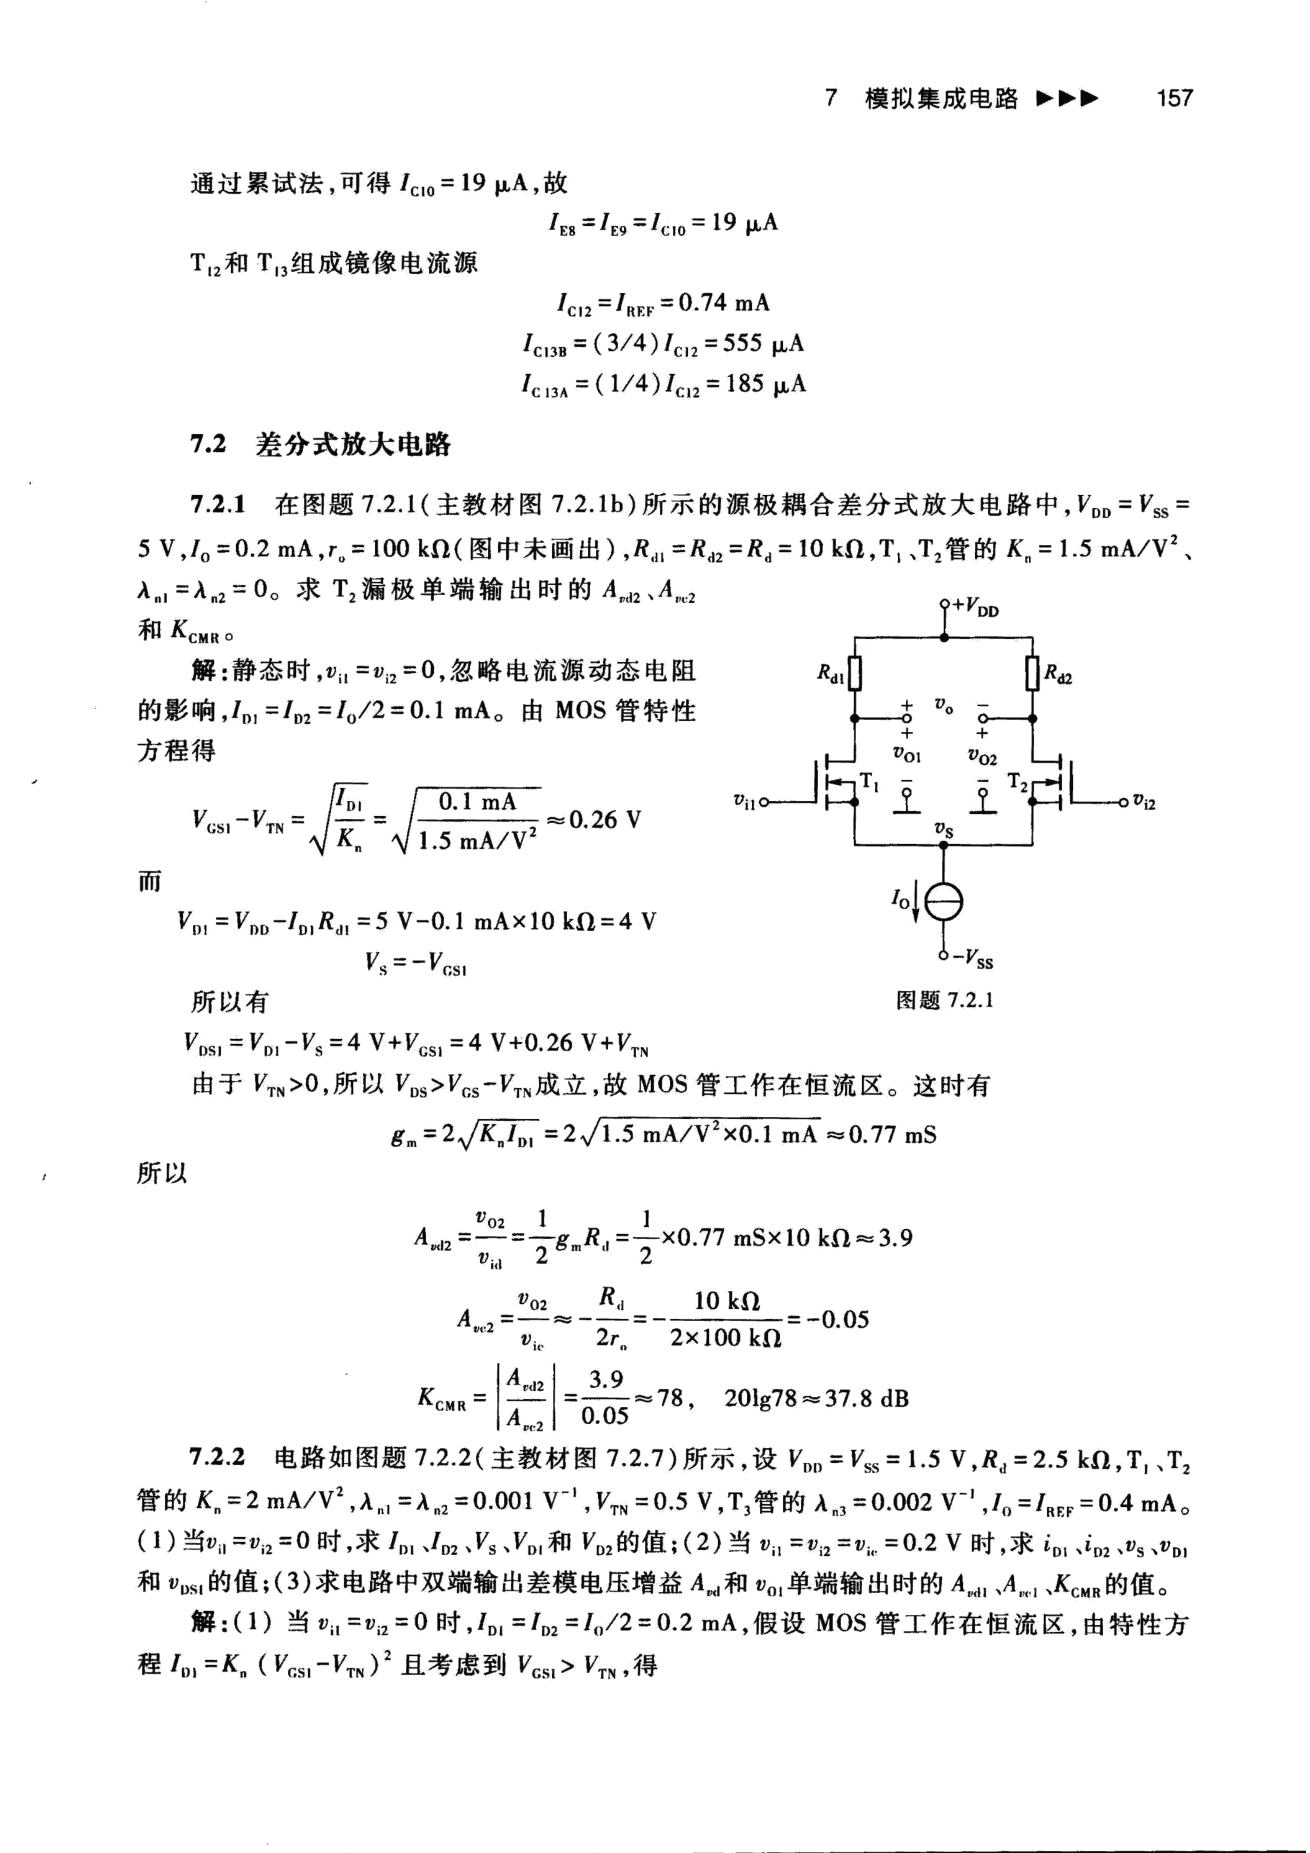 7 模拟集成电路 ▶▶▶ 157
通过累试法,可得 I_C10 = 19 μA,故
I_E8 = I_E9 = I_C10 = 19 μA
T_12和 T_13组成镜像电流源
I_C12 = I_REF = 0.74 mA
I_C13B = (3/4) I_C12 = 555 μA
I_C13A = (1/4) I_C12 = 185 μA
7.2 差分式放大电路
7.2.1 在图题 7.2.1(主教材图 7.2.1b)所示的源极耦合差分式放大电路中,V_DD = V_SS =
5 V,I_O = 0.2 mA,r_o = 100 kΩ(图中未画出),R_d1 = R_d2 = R_d = 10 kΩ,T_1、T_2管的 K_n = 1.5 mA/V²、
λ_n1 = λ_n2 = 0。求 T_2漏极单端输出时的 A_vd2、A_vc2
和 K_CMR。
解:静态时,v_i1 = v_i2 = 0,忽略电流源动态电阻
的影响,I_D1 = I_D2 = I_O/2 = 0.1 mA。由 MOS 管特性
方程得
V_GS1 - V_TN = √(I_D1/K_n) = √(0.1 mA/1.5 mA/V²) ≈ 0.26 V
而
V_D1 = V_DD - I_D1 R_d1 = 5 V - 0.1 mA×10 kΩ = 4 V
V_S = -V_GS1
所以有
V_DS1 = V_D1 - V_S = 4 V + V_GS1 = 4 V + 0.26 V + V_TN
+V_DD
R_d1
R_d2
+ v_o -
+ +
v_O1 v_O2
- -
T_1 T_2
v_i1 v_i2
v_S
I_O
-V_SS
图题 7.2.1
由于 V_TN>0,所以 V_DS>V_GS-V_TN成立,故 MOS 管工作在恒流区。这时有
g_m = 2√(K_n I_D1) = 2√(1.5 mA/V²×0.1 mA) ≈ 0.77 mS
所以
A_vd2 = v_O2/v_id = 1/2 g_m R_d = 1/2 ×0.77 mS×10 kΩ ≈ 3.9
A_vc2 = v_O2/v_ic ≈ -R_d/2r_o = -10 kΩ/2×100 kΩ = -0.05
K_CMR = |A_vd2/A_vc2| = 3.9/0.05 ≈ 78, 20lg78 ≈ 37.8 dB
7.2.2 电路如图题 7.2.2(主教材图 7.2.7)所示,设 V_DD = V_SS = 1.5 V,R_d = 2.5 kΩ,T_1、T_2
管的 K_n = 2 mA/V²,λ_n1 = λ_n2 = 0.001 V⁻¹,V_TN = 0.5 V,T_3管的 λ_n3 = 0.002 V⁻¹,I_O = I_REF = 0.4 mA。
(1)当v_i1 = v_i2 = 0 时,求 I_D1、I_D2、V_S、V_D1和 V_D2的值;(2)当 v_i1 = v_i2 = v_ic = 0.2 V 时,求 i_D1、i_D2、v_S、v_D1
和 v_DS1的值;(3)求电路中双端输出差模电压增益 A_vd和 v_O1单端输出时的 A_vd1、A_vc1、K_CMR的值。
解:(1) 当 v_i1 = v_i2 = 0 时,I_D1 = I_D2 = I_O/2 = 0.2 mA,假设 MOS 管工作在恒流区,由特性方
程 I_D1 = K_n (V_GS1 - V_TN)² 且考虑到 V_GS1 > V_TN,得